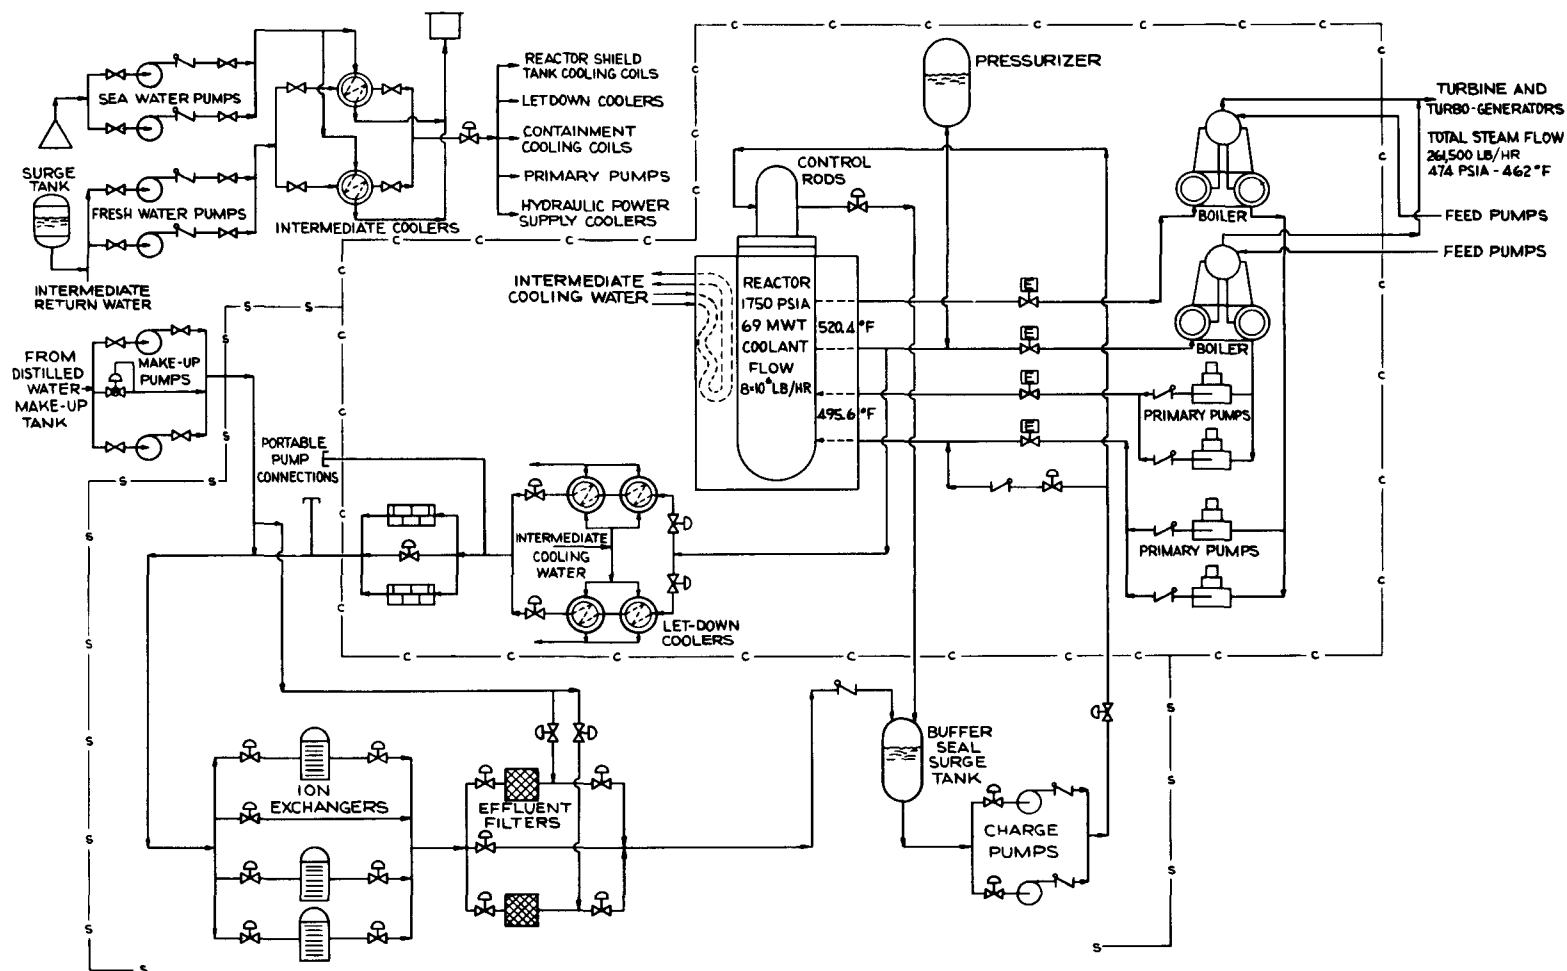 SEA WATER PUMPS
SURGE
TANK
FRESH WATER PUMPS
INTERMEDIATE
RETURN WATER
INTERMEDIATE COOLERS
REACTOR SHIELD
TANK COOLING COILS
LETDOWN COOLERS
CONTAINMENT
COOLING COILS
PRIMARY PUMPS
HYDRAULIC POWER
SUPPLY COOLERS
PRESSURIZER
CONTROL
RODS
TURBINE AND
TURBO-GENERATORS
TOTAL STEAM FLOW
261,500 LB/HR
474 PSIA - 462°F
BOILER
FEED PUMPS
FEED PUMPS
BOILER
INTERMEDIATE
COOLING WATER
REACTOR
1750 PSIA
69 MWT
COOLANT
FLOW
8×10⁶ LB/HR
520.4 °F
495.6 °F
E
E
E
E
PRIMARY PUMPS
PRIMARY PUMPS
FROM
DISTILLED
WATER
MAKE-UP
TANK
MAKE-UP
PUMPS
PORTABLE
PUMP
CONNECTIONS
INTERMEDIATE
COOLING
WATER
LET-DOWN
COOLERS
ION
EXCHANGERS
EFFLUENT
FILTERS
BUFFER
SEAL
SURGE
TANK
CHARGE
PUMPS
C C C C C C C
C C C C
C C C C C C C C C
C C C C C C
C C C C C C
S S S S S S S S S S
S S S